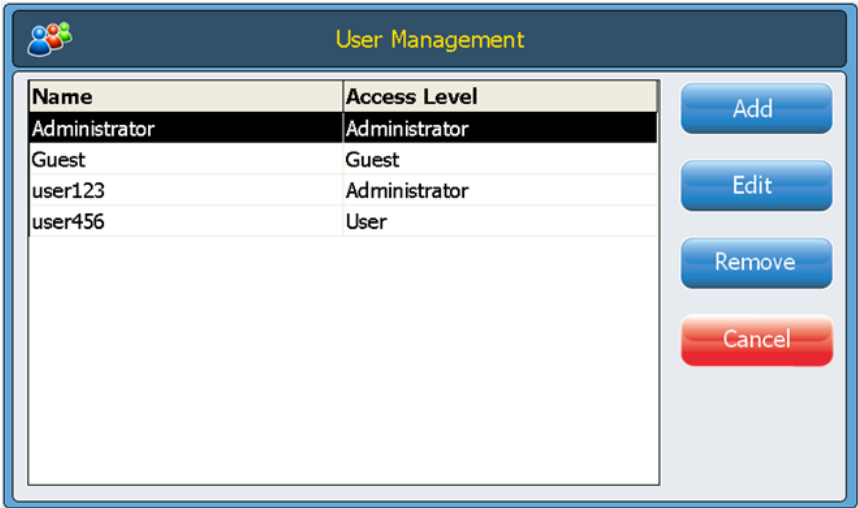 User Management
Name Access Level
Administrator Administrator
Guest Guest
user123 Administrator
user456 User
Add
Edit
Remove
Cancel